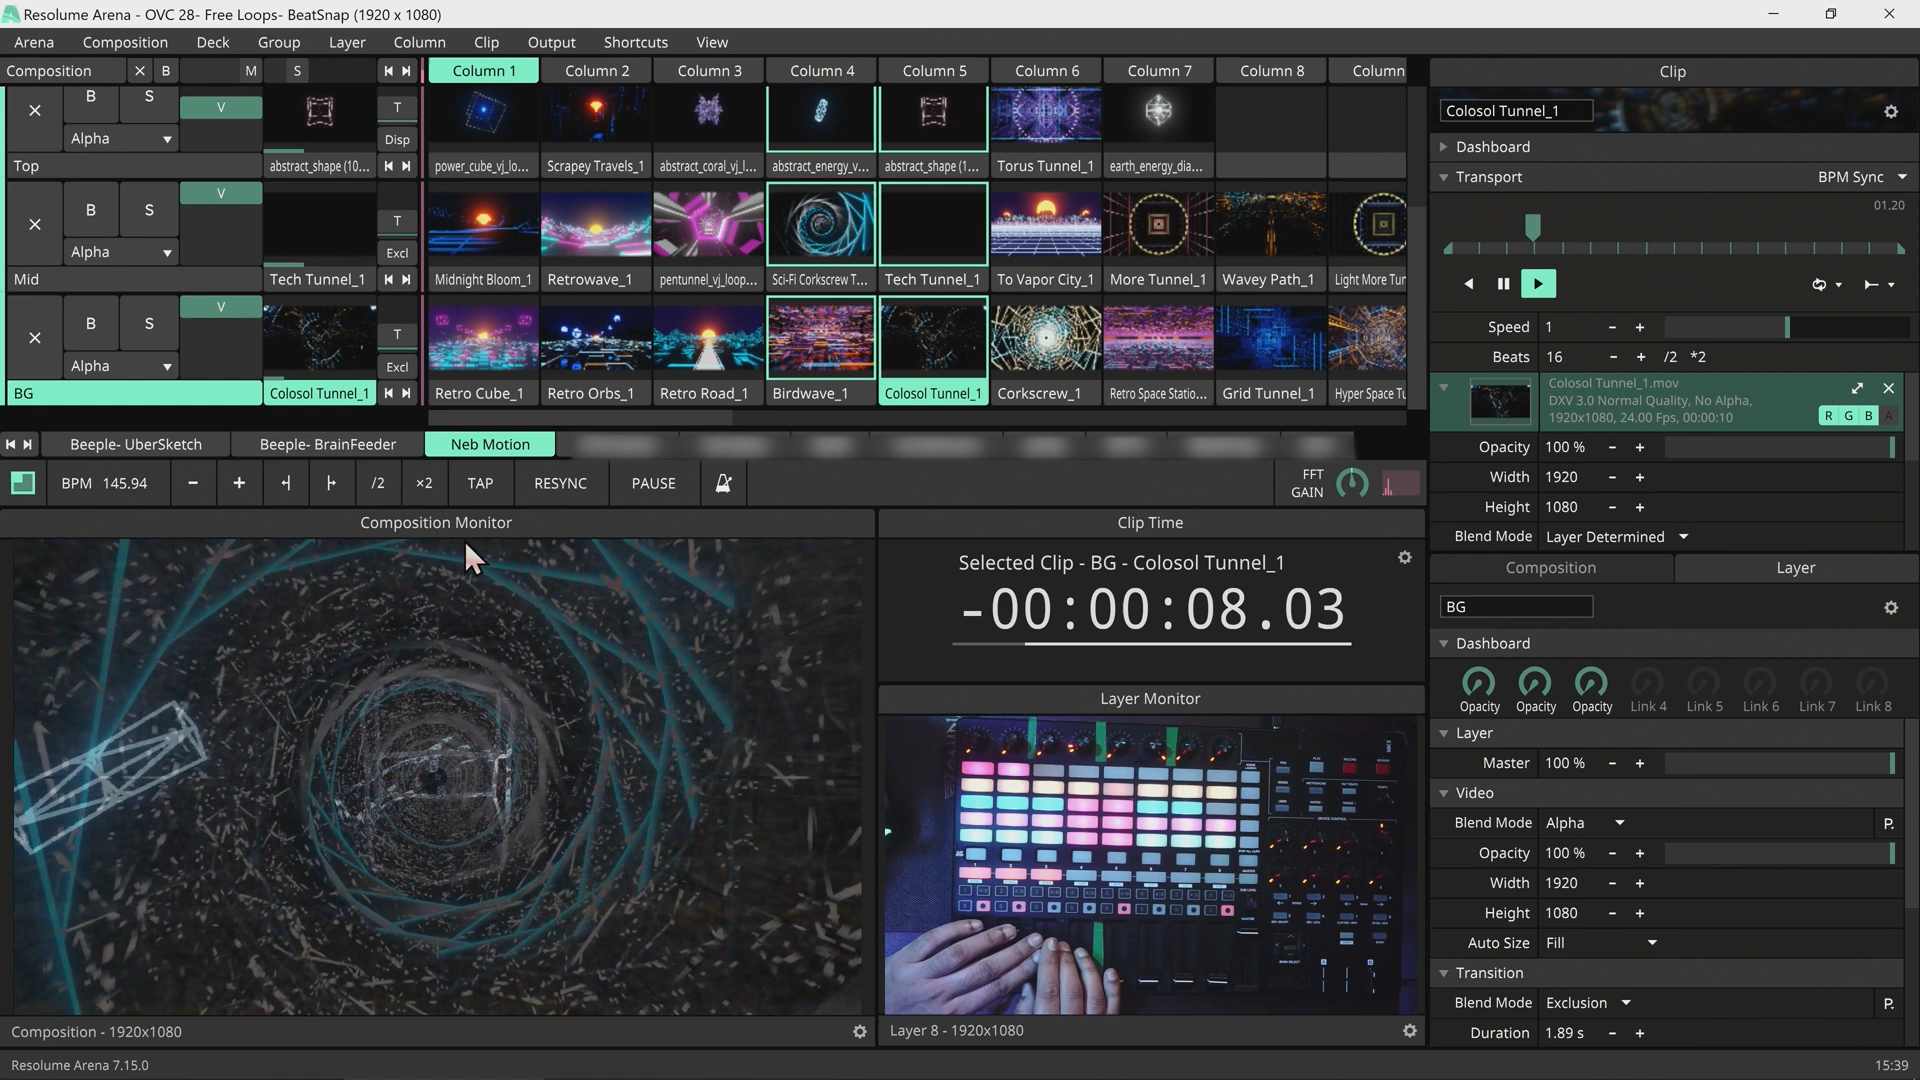 Resolume Arena - OVC 28- Free Loops- BeatSnap (1920 x 1080)
Arena Composition Deck Group Layer Column Clip Output Shortcuts View
Composition B M S Column 1 Column 2 Column 3 Column 4 Column 5 Column 6 Column 7 Column 8 Column
B S V T
Alpha Disp
Top abstract_shape (10... power_cube_vj_lo... Scrapey Travels_1 abstract_coral_vj_l... abstract_energy_v... abstract_shape (1... Torus Tunnel_1 earth_energy_dia...
V
B S T
Alpha Excl
Mid Tech Tunnel_1 Midnight Bloom_1 Retrowave_1 pentunnel_vj_loop... Sci-Fi Corkscrew T... Tech Tunnel_1 To Vapor City_1 More Tunnel_1 Wavey Path_1 Light More Tur
V
B S T
Alpha Excl
BG Colosol Tunnel_1 Retro Cube_1 Retro Orbs_1 Retro Road_1 Birdwave_1 Colosol Tunnel_1 Corkscrew_1 Retro Space Statio... Grid Tunnel_1 Hyper Space Tu
Beeple- UberSketch Beeple- BrainFeeder Neb Motion
BPM 145.94 - + /2 ×2 TAP RESYNC PAUSE FFT GAIN
Composition Monitor
Composition - 1920x1080
Clip Time
Selected Clip - BG - Colosol Tunnel_1
-00:00:08.03
Layer Monitor
Layer 8 - 1920x1080
Clip
Colosol Tunnel_1
Dashboard
Transport BPM Sync
01.20
Speed 1 - +
Beats 16 - + /2 *2
Colosol Tunnel_1.mov
DXV 3.0 Normal Quality, No Alpha,
1920x1080, 24.00 Fps, 00:00:10
R G B A
Opacity 100 % - +
Width 1920 - +
Height 1080 - +
Blend Mode Layer Determined
Composition Layer
BG
Dashboard
Opacity Opacity Opacity Link 4 Link 5 Link 6 Link 7 Link 8
Layer
Master 100 % - +
Video
Blend Mode Alpha P.
Opacity 100 % - +
Width 1920 - +
Height 1080 - +
Auto Size Fill
Transition
Blend Mode Exclusion P.
Duration 1.89 s - +
Resolume Arena 7.15.0 15:39